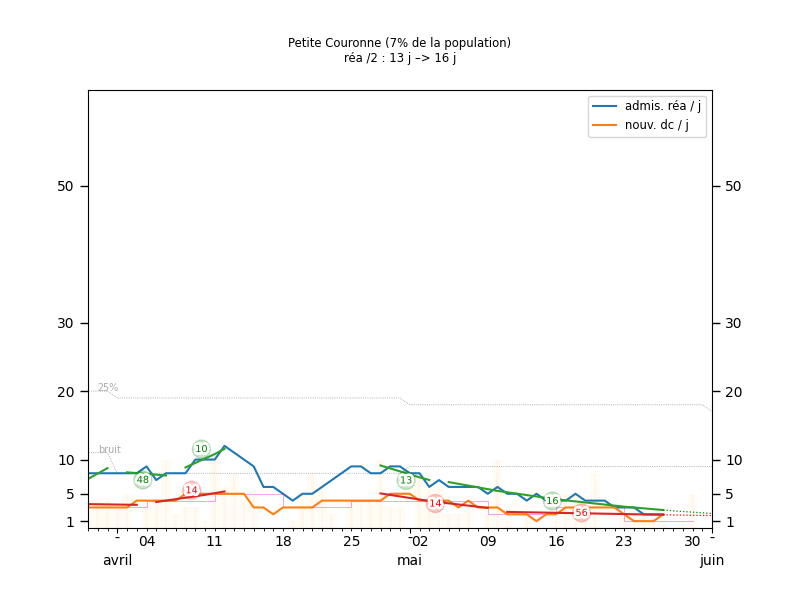 Petite Couronne (7% de la population)
réa /2 : 13 j –> 16 j
admis. réa / j
nouv. dc / j
50 50
30 30
20 20
25%
10 10
bruit
10
48
14
13
14
16
56
5 5
1 1
- 04 11 18 25 - 02 09 16 23 30 -
avril mai juin